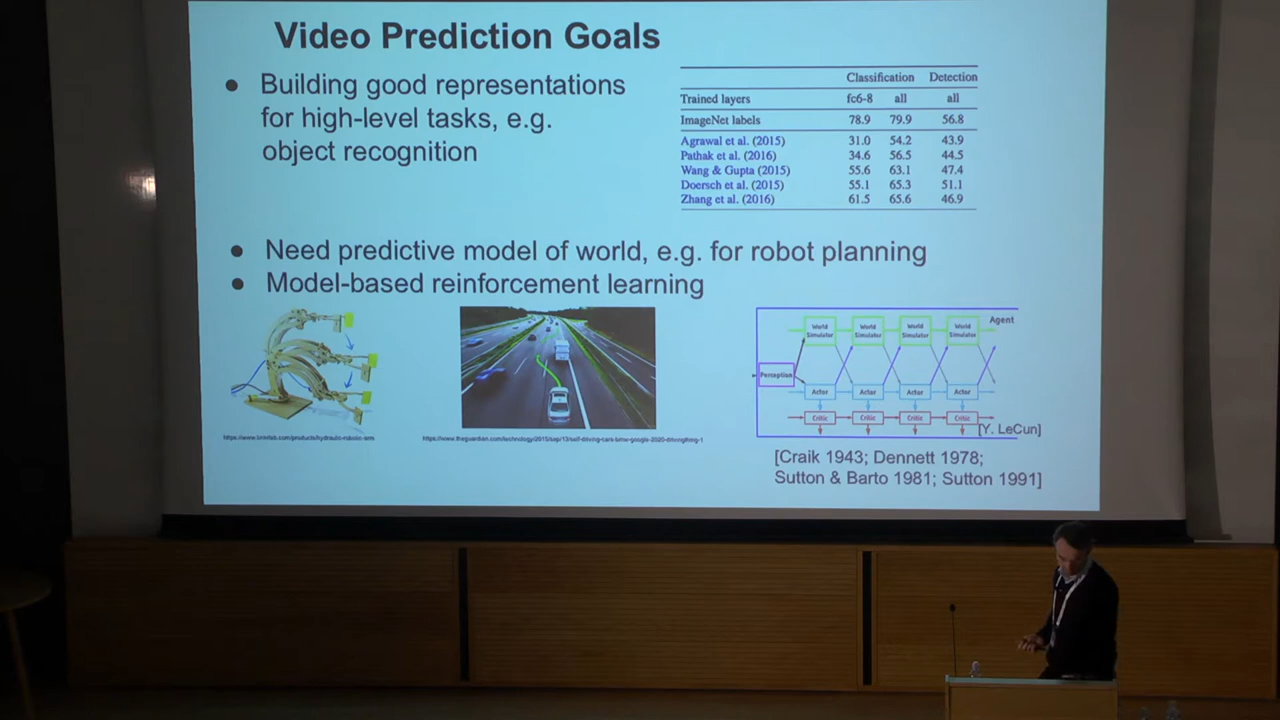 Video Prediction Goals
● Building good representations
for high-level tasks, e.g.
object recognition
Classification Detection
Trained layers fc6-8 all all
ImageNet labels 78.9 79.9 56.8
Agrawal et al. (2015) 31.0 54.2 43.9
Pathak et al. (2016) 34.6 56.5 44.5
Wang & Gupta (2015) 55.6 63.1 47.4
Doersch et al. (2015) 55.1 65.3 51.1
Zhang et al. (2016) 61.5 65.6 46.9
● Need predictive model of world, e.g. for robot planning
● Model-based reinforcement learning
Agent
World Simulator World Simulator World Simulator World Simulator
Perception
Actor Actor Actor Actor
Critic Critic Critic Critic
[Y. LeCun]
[Craik 1943; Dennett 1978;
Sutton & Barto 1981; Sutton 1991]